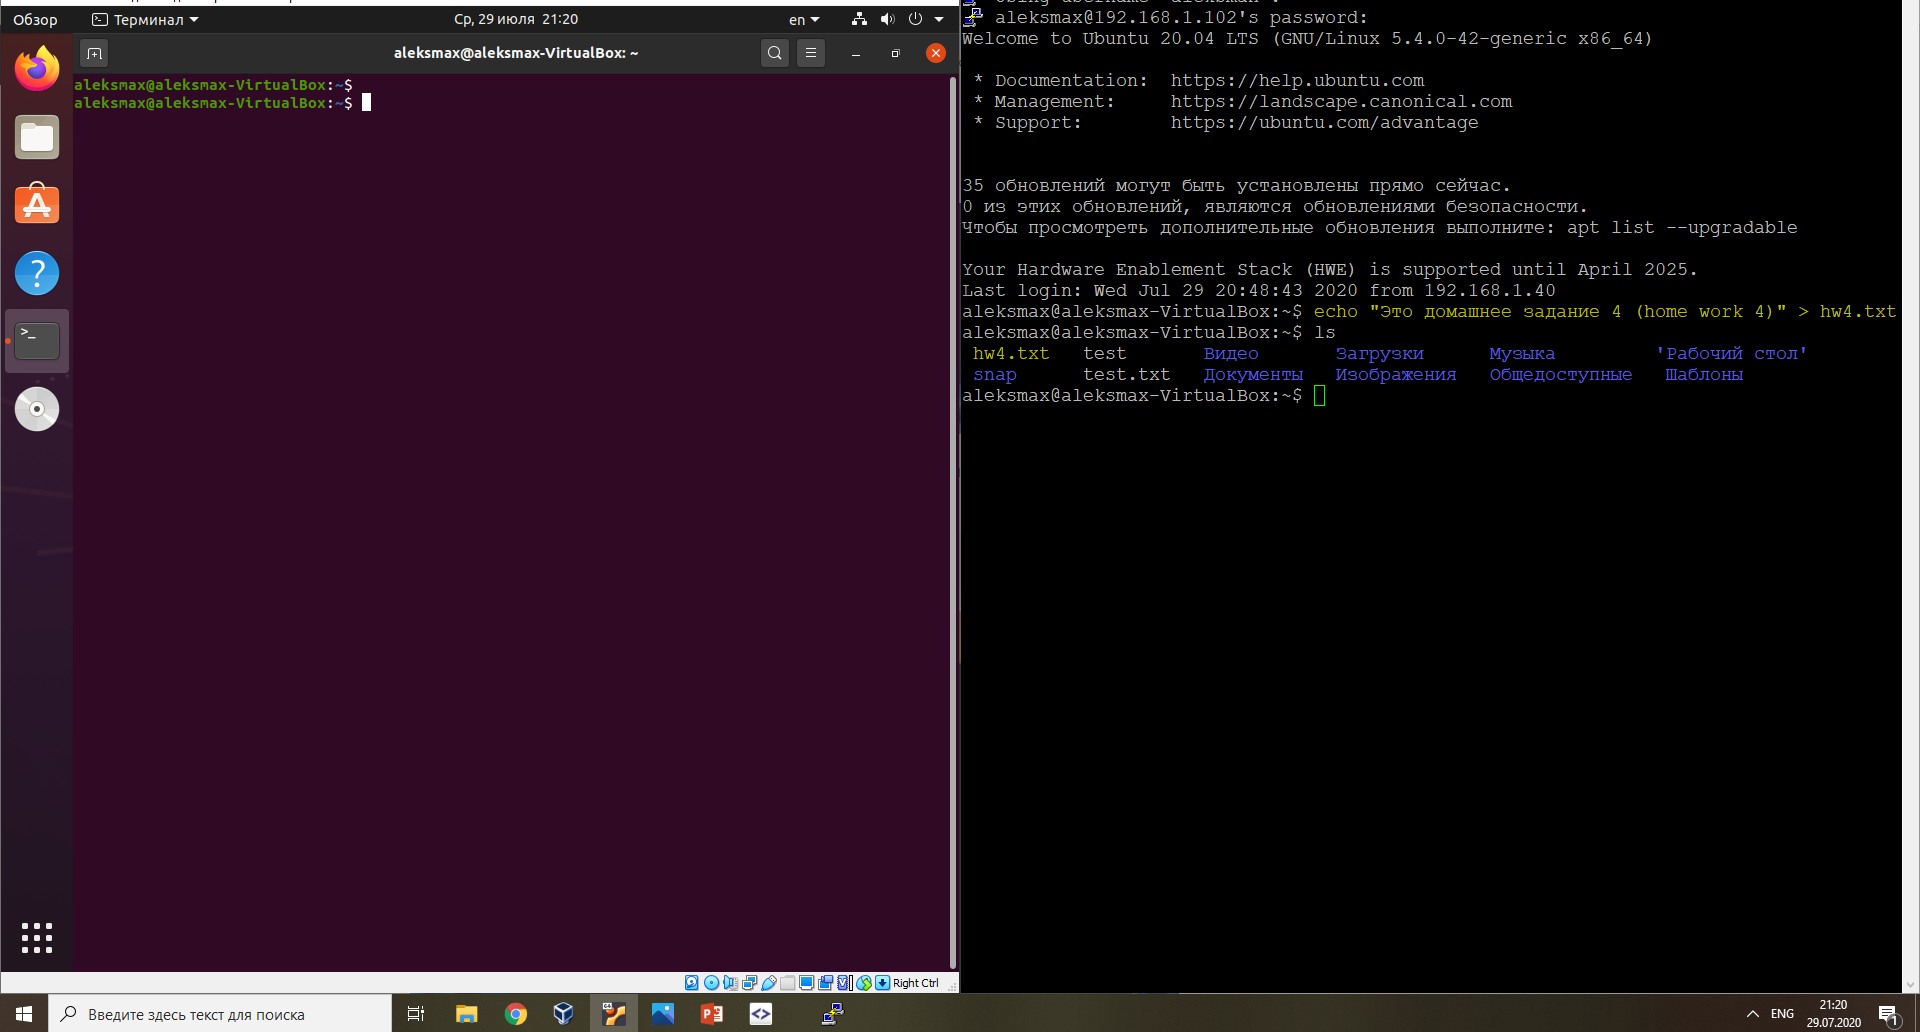 Обзор
Терминал
Ср, 29 июля 21:20
en
aleksmax@aleksmax-VirtualBox: ~
aleksmax@aleksmax-VirtualBox:~$
aleksmax@aleksmax-VirtualBox:~$
Right Ctrl
aleksmax@192.168.1.102's password:
Welcome to Ubuntu 20.04 LTS (GNU/Linux 5.4.0-42-generic x86_64)
* Documentation: https://help.ubuntu.com
* Management: https://landscape.canonical.com
* Support: https://ubuntu.com/advantage
35 обновлений могут быть установлены прямо сейчас.
0 из этих обновлений, являются обновлениями безопасности.
Чтобы просмотреть дополнительные обновления выполните: apt list --upgradable
Your Hardware Enablement Stack (HWE) is supported until April 2025.
Last login: Wed Jul 29 20:48:43 2020 from 192.168.1.40
aleksmax@aleksmax-VirtualBox:~$ echo "Это домашнее задание 4 (home work 4)" > hw4.txt
aleksmax@aleksmax-VirtualBox:~$ ls
hw4.txt test Видео Загрузки Музыка 'Рабочий стол'
snap test.txt Документы Изображения Общедоступные Шаблоны
aleksmax@aleksmax-VirtualBox:~$
Введите здесь текст для поиска
ENG
21:20
29.07.2020
1